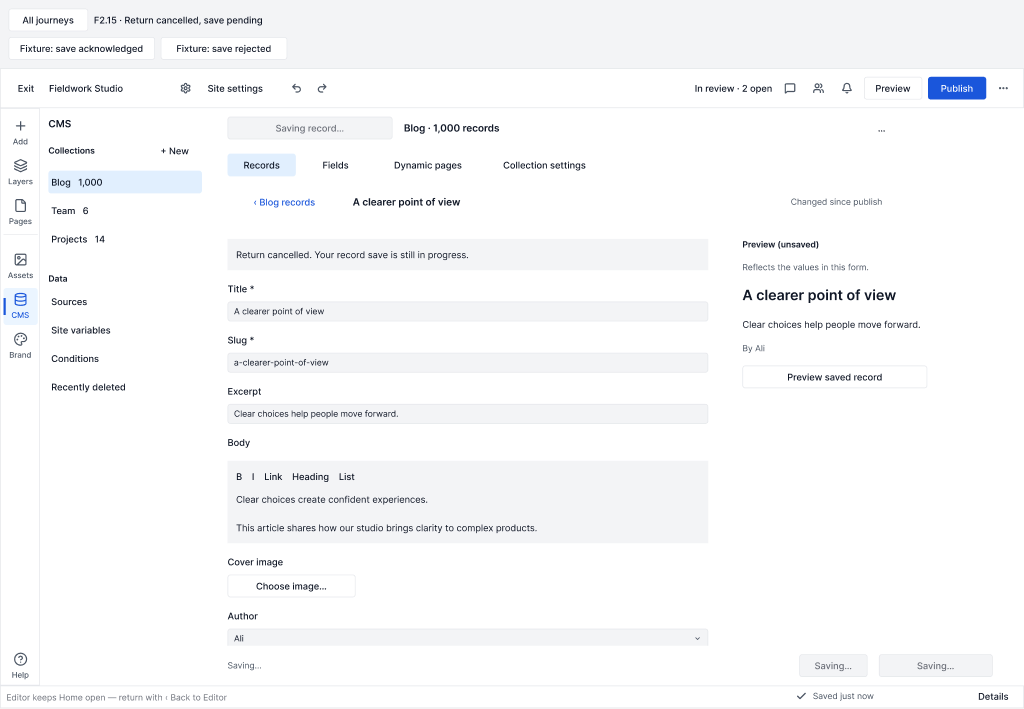 All journeys F2.15 · Return cancelled, save pending
Fixture: save acknowledged Fixture: save rejected
Exit Fieldwork Studio Site settings In review · 2 open Preview Publish
Add
Layers
Pages
Assets
CMS
Brand
Help
CMS
Collections + New
Blog 1,000
Team 6
Projects 14
Data
Sources
Site variables
Conditions
Recently deleted
Saving record... Blog · 1,000 records ...
Records Fields Dynamic pages Collection settings
‹ Blog records A clearer point of view Changed since publish
Return cancelled. Your record save is still in progress.
Title *
A clearer point of view
Slug *
a-clearer-point-of-view
Excerpt
Clear choices help people move forward.
Body
B I Link Heading List
Clear choices create confident experiences.
This article shares how our studio brings clarity to complex products.
Cover image
Choose image...
Author
Ali
Saving... Saving... Saving...
Preview (unsaved)
Reflects the values in this form.
A clearer point of view
Clear choices help people move forward.
By Ali
Preview saved record
Editor keeps Home open — return with ‹ Back to Editor Saved just now Details